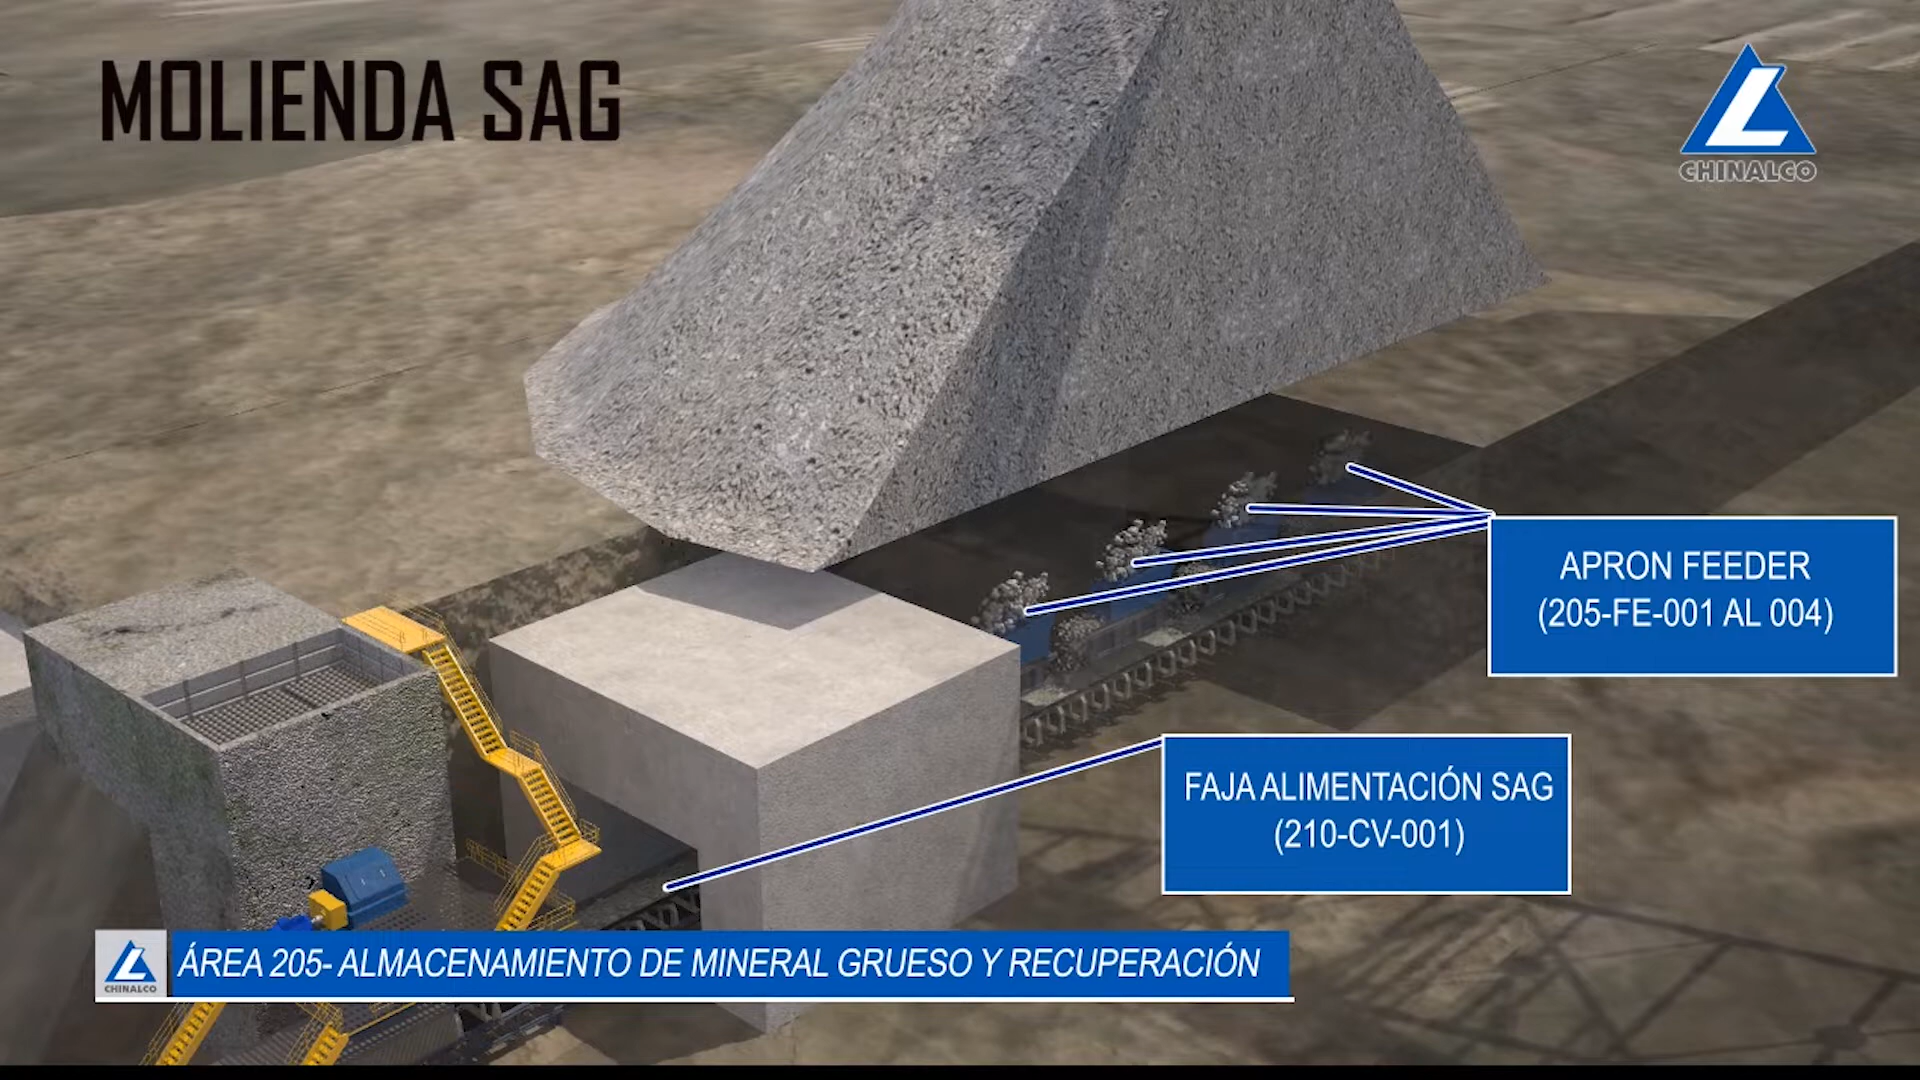 MOLIENDA SAG
CHINALCO
APRON FEEDER
(205-FE-001 AL 004)
FAJA ALIMENTACIÓN SAG
(210-CV-001)
CHINALCO
ÁREA 205- ALMACENAMIENTO DE MINERAL GRUESO Y RECUPERACIÓN